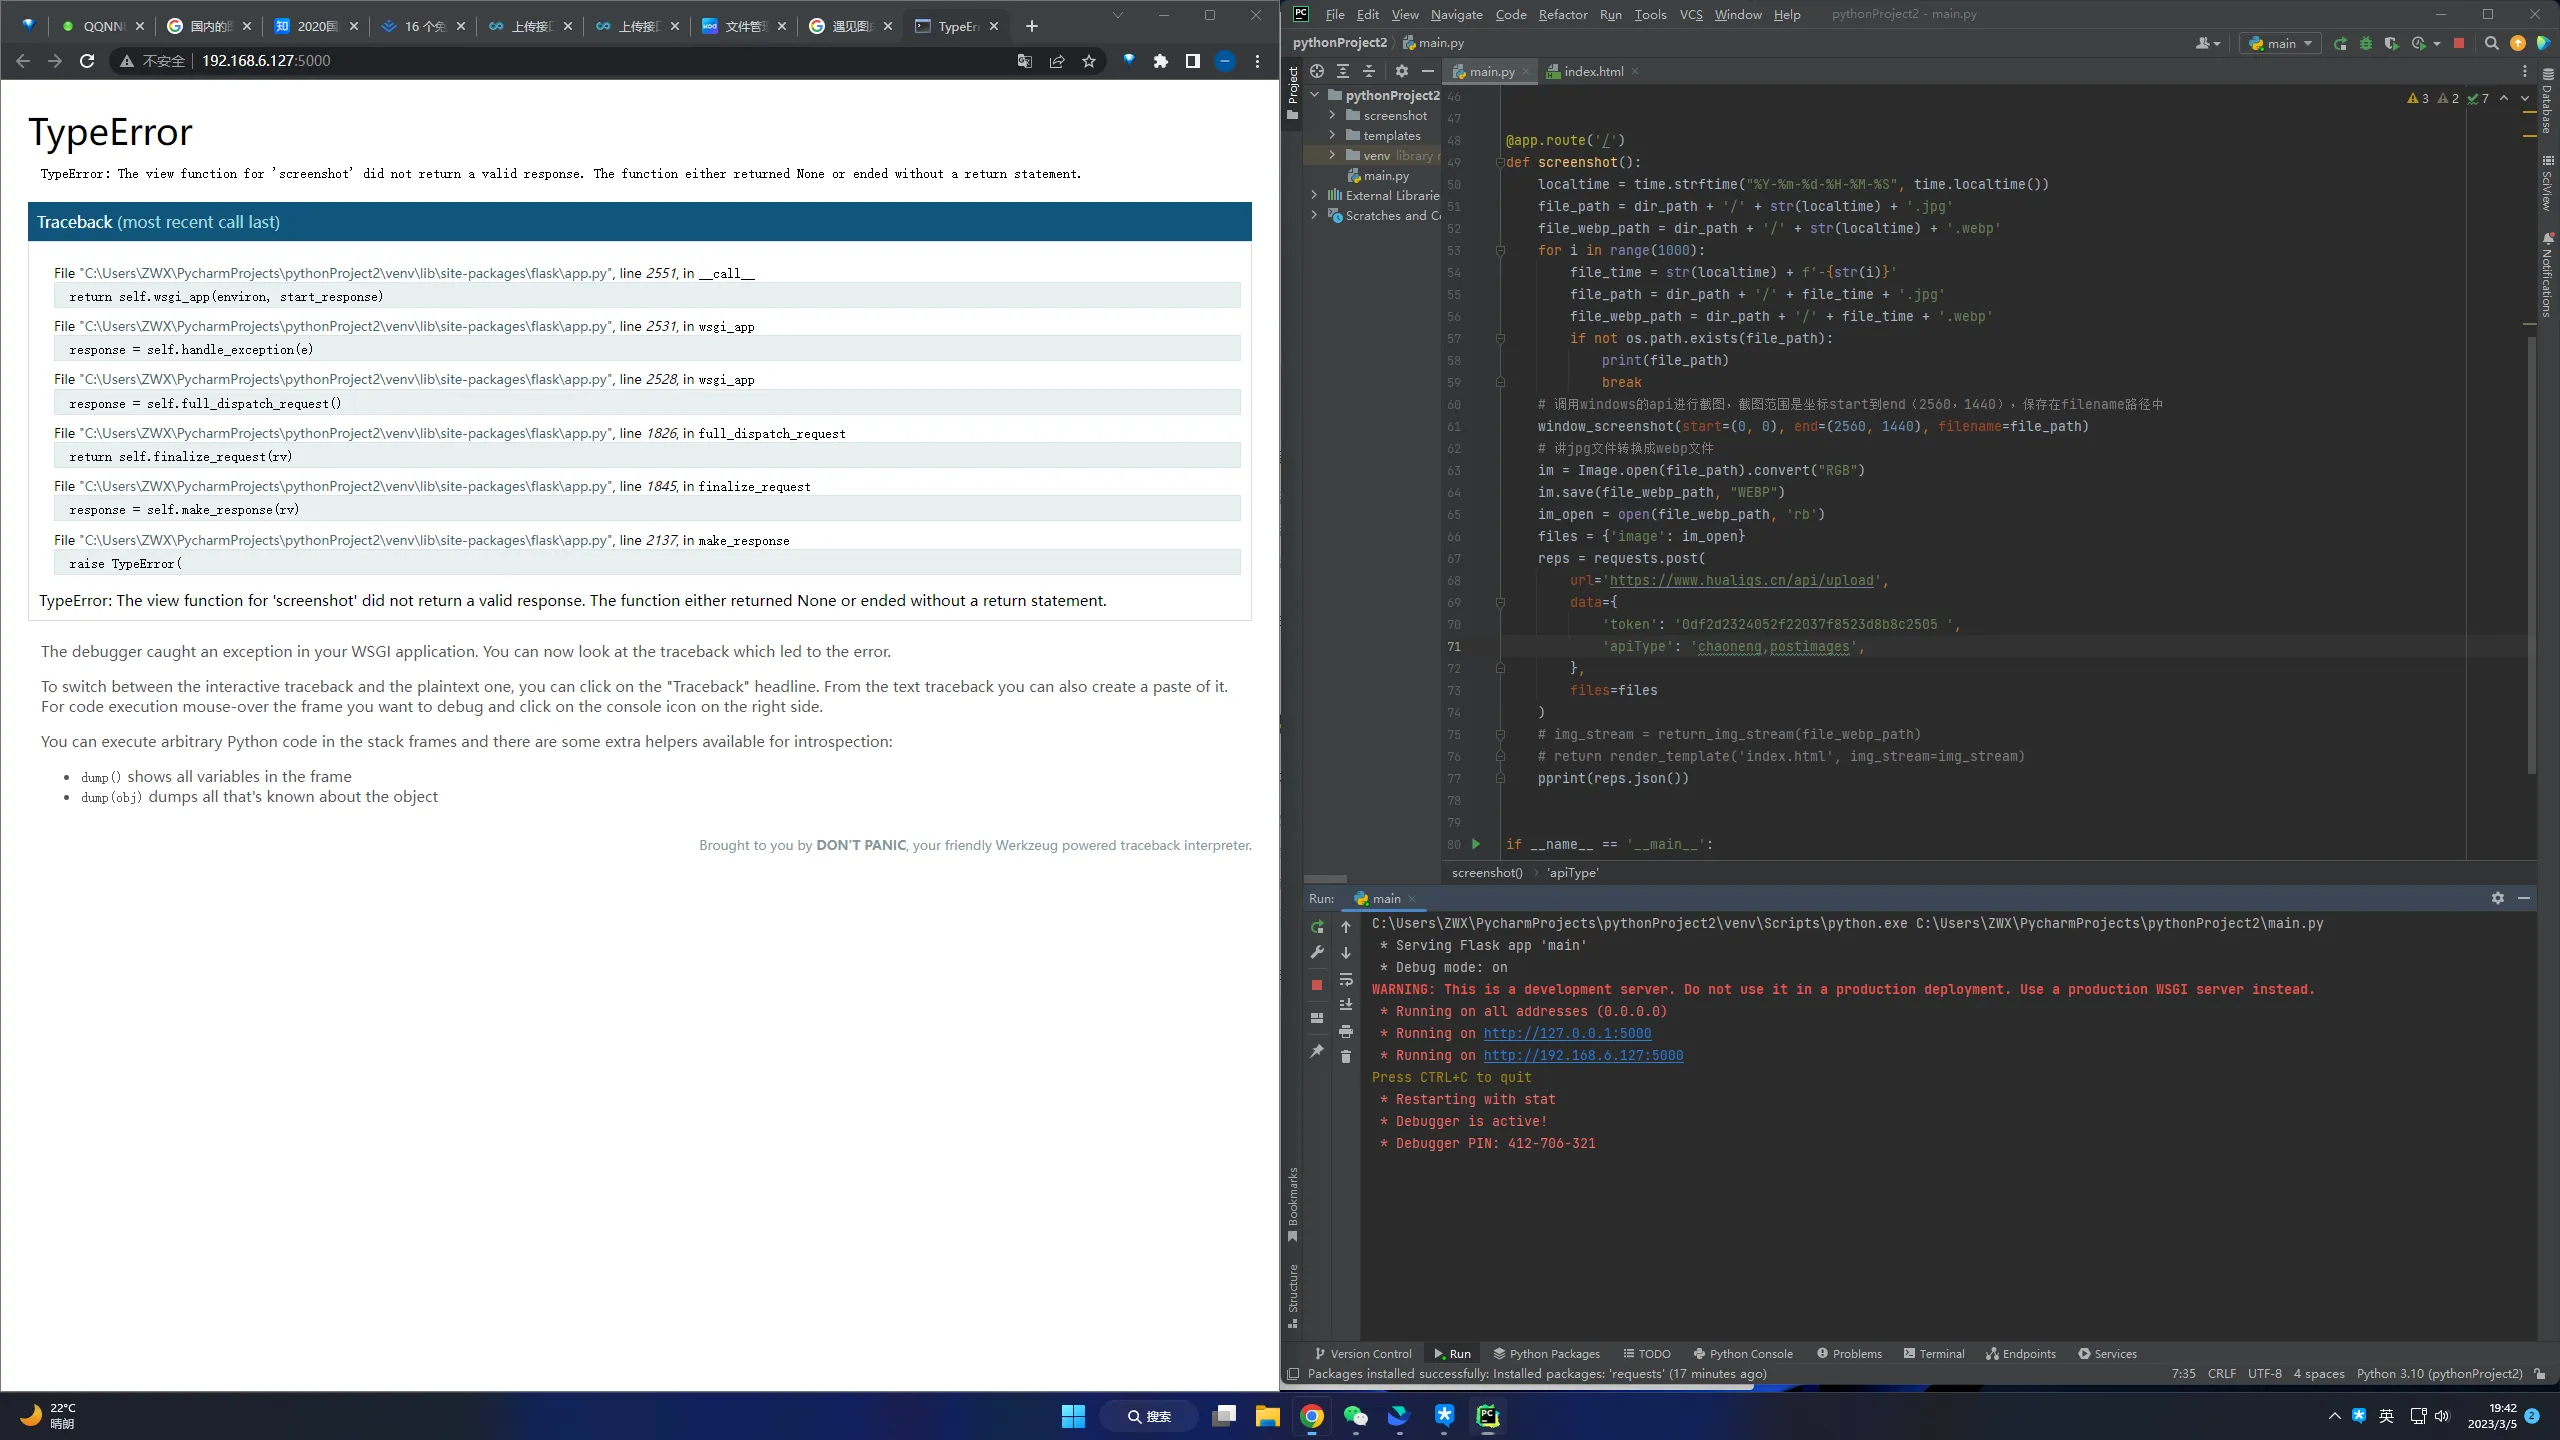 QQNN
国内的
2020国
16 个免
上传接
上传接
文件管
遇见图
TypeErr
不安全
192.168.6.127:5000
TypeError
TypeError: The view function for 'screenshot' did not return a valid response. The function either returned None or ended without a return statement.
Traceback (most recent call last)
File "C:\Users\ZWX\PycharmProjects\pythonProject2\venv\lib\site-packages\flask\app.py", line 2551, in __call__
return self.wsgi_app(environ, start_response)
File "C:\Users\ZWX\PycharmProjects\pythonProject2\venv\lib\site-packages\flask\app.py", line 2531, in wsgi_app
response = self.handle_exception(e)
File "C:\Users\ZWX\PycharmProjects\pythonProject2\venv\lib\site-packages\flask\app.py", line 2528, in wsgi_app
response = self.full_dispatch_request()
File "C:\Users\ZWX\PycharmProjects\pythonProject2\venv\lib\site-packages\flask\app.py", line 1826, in full_dispatch_request
return self.finalize_request(rv)
File "C:\Users\ZWX\PycharmProjects\pythonProject2\venv\lib\site-packages\flask\app.py", line 1845, in finalize_request
response = self.make_response(rv)
File "C:\Users\ZWX\PycharmProjects\pythonProject2\venv\lib\site-packages\flask\app.py", line 2137, in make_response
raise TypeError(
TypeError: The view function for 'screenshot' did not return a valid response. The function either returned None or ended without a return statement.
The debugger caught an exception in your WSGI application. You can now look at the traceback which led to the error.
To switch between the interactive traceback and the plaintext one, you can click on the "Traceback" headline. From the text traceback you can also create a paste of it.
For code execution mouse-over the frame you want to debug and click on the console icon on the right side.
You can execute arbitrary Python code in the stack frames and there are some extra helpers available for introspection:
• dump() shows all variables in the frame
• dump(obj) dumps all that's known about the object
Brought to you by DON'T PANIC, your friendly Werkzeug powered traceback interpreter.
PC File Edit View Navigate Code Refactor Run Tools VCS Window Help pythonProject2 - main.py
pythonProject2 main.py
main
Project
main.py
index.html
pythonProject2
screenshot
templates
venv library r
main.py
External Librarie
Scratches and C
3 2 7
46
47
48 @app.route('/')
49 def screenshot():
50 localtime = time.strftime("%Y-%m-%d-%H-%M-%S", time.localtime())
51 file_path = dir_path + '/' + str(localtime) + '.jpg'
52 file_webp_path = dir_path + '/' + str(localtime) + '.webp'
53 for i in range(1000):
54 file_time = str(localtime) + f'-{str(i)}'
55 file_path = dir_path + '/' + file_time + '.jpg'
56 file_webp_path = dir_path + '/' + file_time + '.webp'
57 if not os.path.exists(file_path):
58 print(file_path)
59 break
60 # 调用windows的api进行截图，截图范围是坐标start到end（2560，1440），保存在filename路径中
61 window_screenshot(start=(0, 0), end=(2560, 1440), filename=file_path)
62 # 讲jpg文件转换成webp文件
63 im = Image.open(file_path).convert("RGB")
64 im.save(file_webp_path, "WEBP")
65 im_open = open(file_webp_path, 'rb')
66 files = {'image': im_open}
67 reps = requests.post(
68 url='https://www.hualigs.cn/api/upload',
69 data={
70 'token': '0df2d2324052f22037f8523d8b8c2505 ',
71 'apiType': 'chaoneng,postimages',
72 },
73 files=files
74 )
75 # img_stream = return_img_stream(file_webp_path)
76 # return render_template('index.html', img_stream=img_stream)
77 pprint(reps.json())
78
79
80 if __name__ == '__main__':
screenshot() › 'apiType'
Database
SciView
Notifications
Run: main
C:\Users\ZWX\PycharmProjects\pythonProject2\venv\Scripts\python.exe C:\Users\ZWX\PycharmProjects\pythonProject2\main.py
* Serving Flask app 'main'
* Debug mode: on
WARNING: This is a development server. Do not use it in a production deployment. Use a production WSGI server instead.
* Running on all addresses (0.0.0.0)
* Running on http://127.0.0.1:5000
* Running on http://192.168.6.127:5000
Press CTRL+C to quit
* Restarting with stat
* Debugger is active!
* Debugger PIN: 412-706-321
Bookmarks
Structure
Version Control Run Python Packages TODO Python Console Problems Terminal Endpoints Services
Packages installed successfully: Installed packages: 'requests' (17 minutes ago)
7:35 CRLF UTF-8 4 spaces Python 3.10 (pythonProject2)
22°C
晴朗
搜索
英
19:42
2023/3/5
2